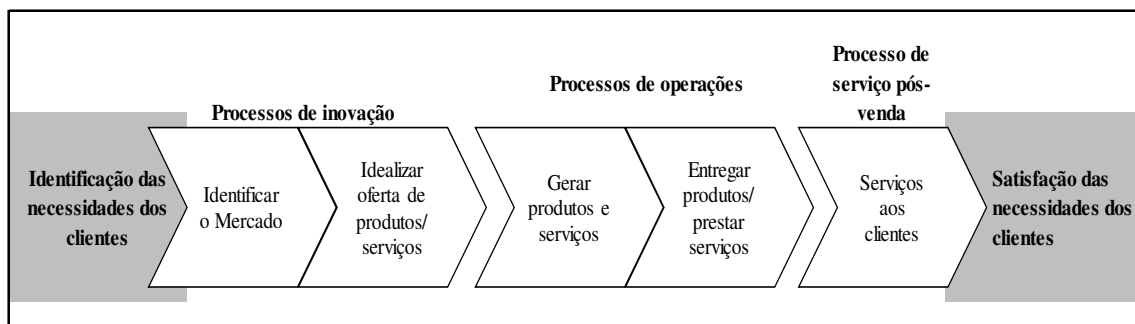 Processos de inovação
Processos de operações
Processo de
serviço pós-
venda
Identificação das
necessidades dos
clientes
Identificar
o Mercado
Idealizar
oferta de
produtos/
serviços
Gerar
produtos e
serviços
Entregar
produtos/
prestar
serviços
Serviços
aos
clientes
Satisfação das
necessidades dos
clientes